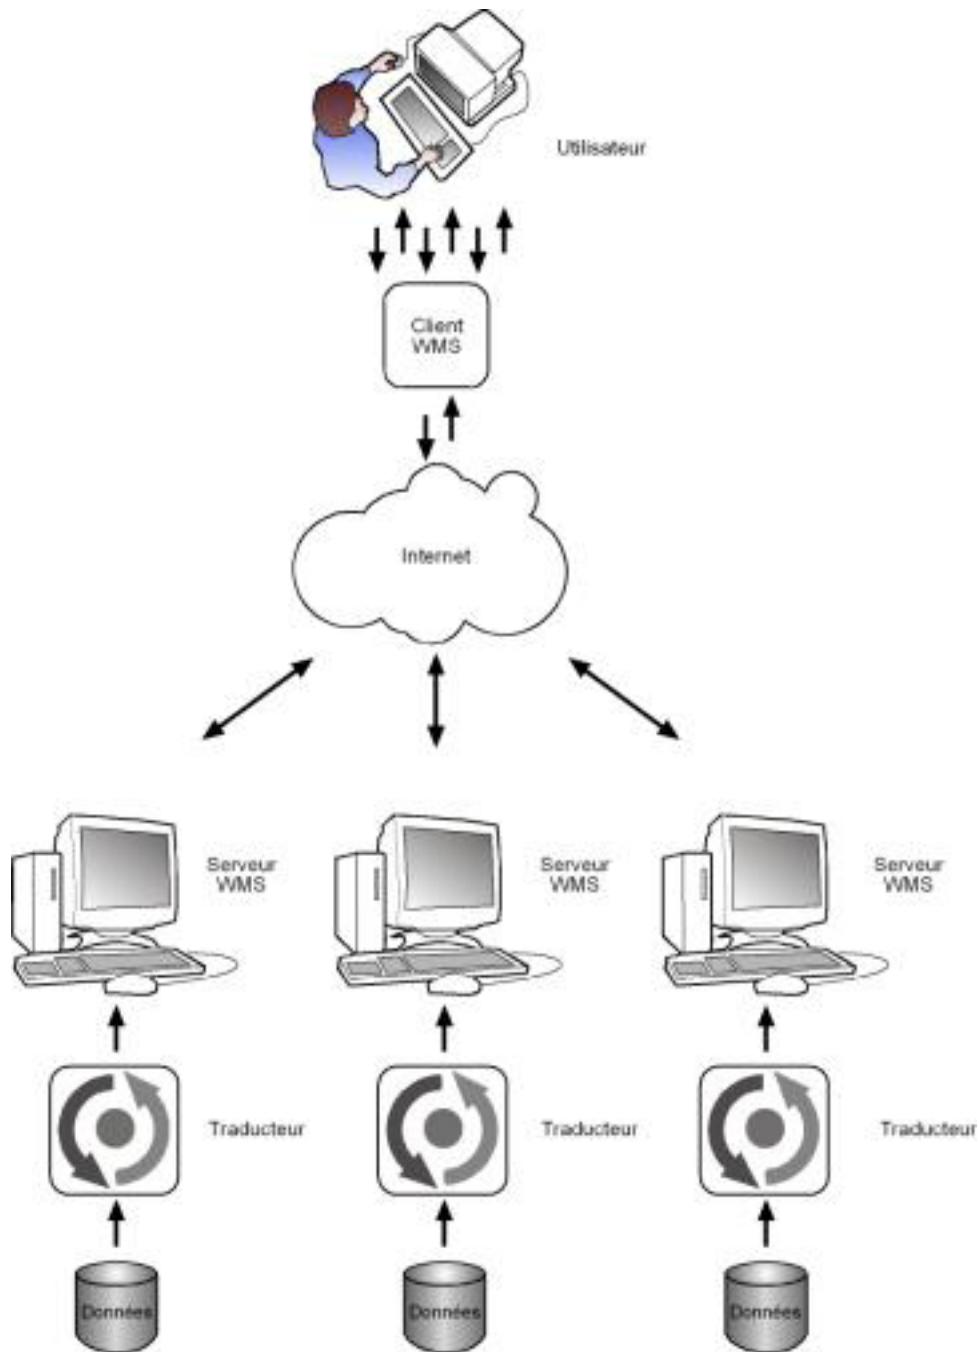 Utilisateur
Client
WMS
Internet
Serveur
WMS
Serveur
WMS
Serveur
WMS
Traducteur
Traducteur
Traducteur
Données
Données
Données